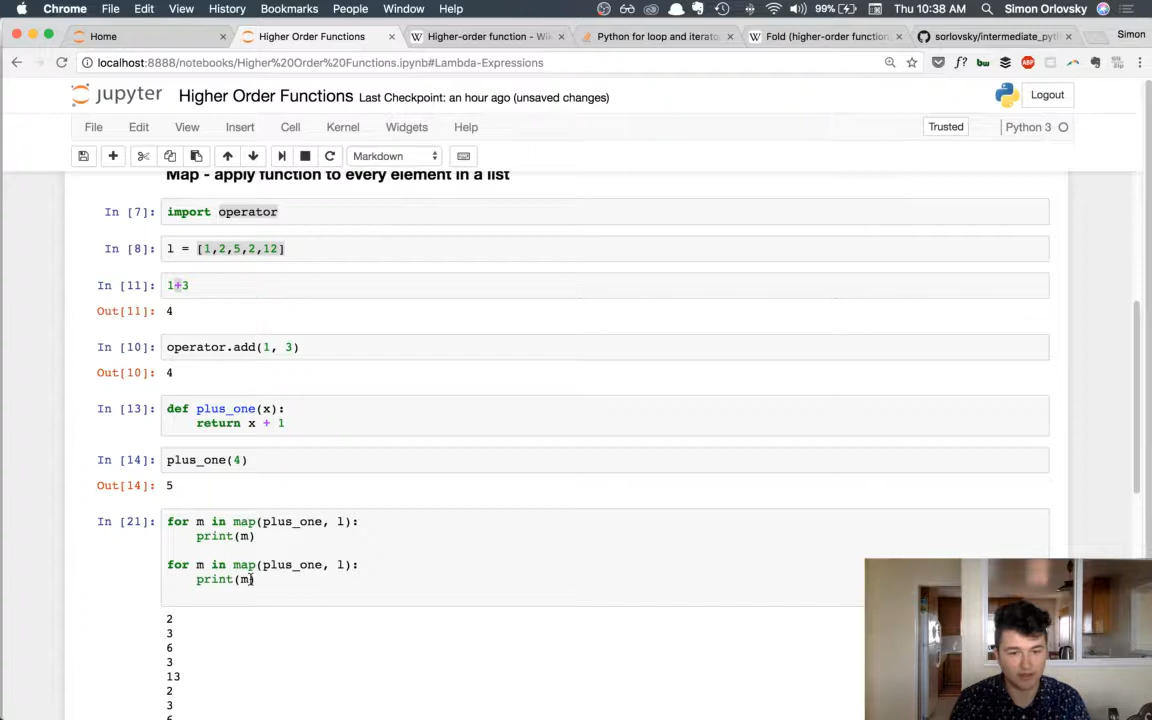 Chrome File Edit View History Bookmarks People Window Help 99% Thu 10:38 AM Simon Orlovsky
Home Higher Order Functions Higher-order function - Wik Python for loop and iterato Fold (higher-order function) sorlovsky/intermediate_pyth Simon
localhost:8888/notebooks/Higher%20Order%20Functions.ipynb#Lambda-Expressions
jupyter Higher Order Functions Last Checkpoint: an hour ago (unsaved changes) Logout
File Edit View Insert Cell Kernel Widgets Help Trusted Python 3
Markdown
Map - apply function to every element in a list
In [7]: import operator
In [8]: l = [1,2,5,2,12]
In [11]: 1+3
Out[11]: 4
In [10]: operator.add(1, 3)
Out[10]: 4
In [13]: def plus_one(x):
return x + 1
In [14]: plus_one(4)
Out[14]: 5
In [21]: for m in map(plus_one, l):
print(m)
for m in map(plus_one, l):
print(m)
2
3
6
3
13
2
3
6